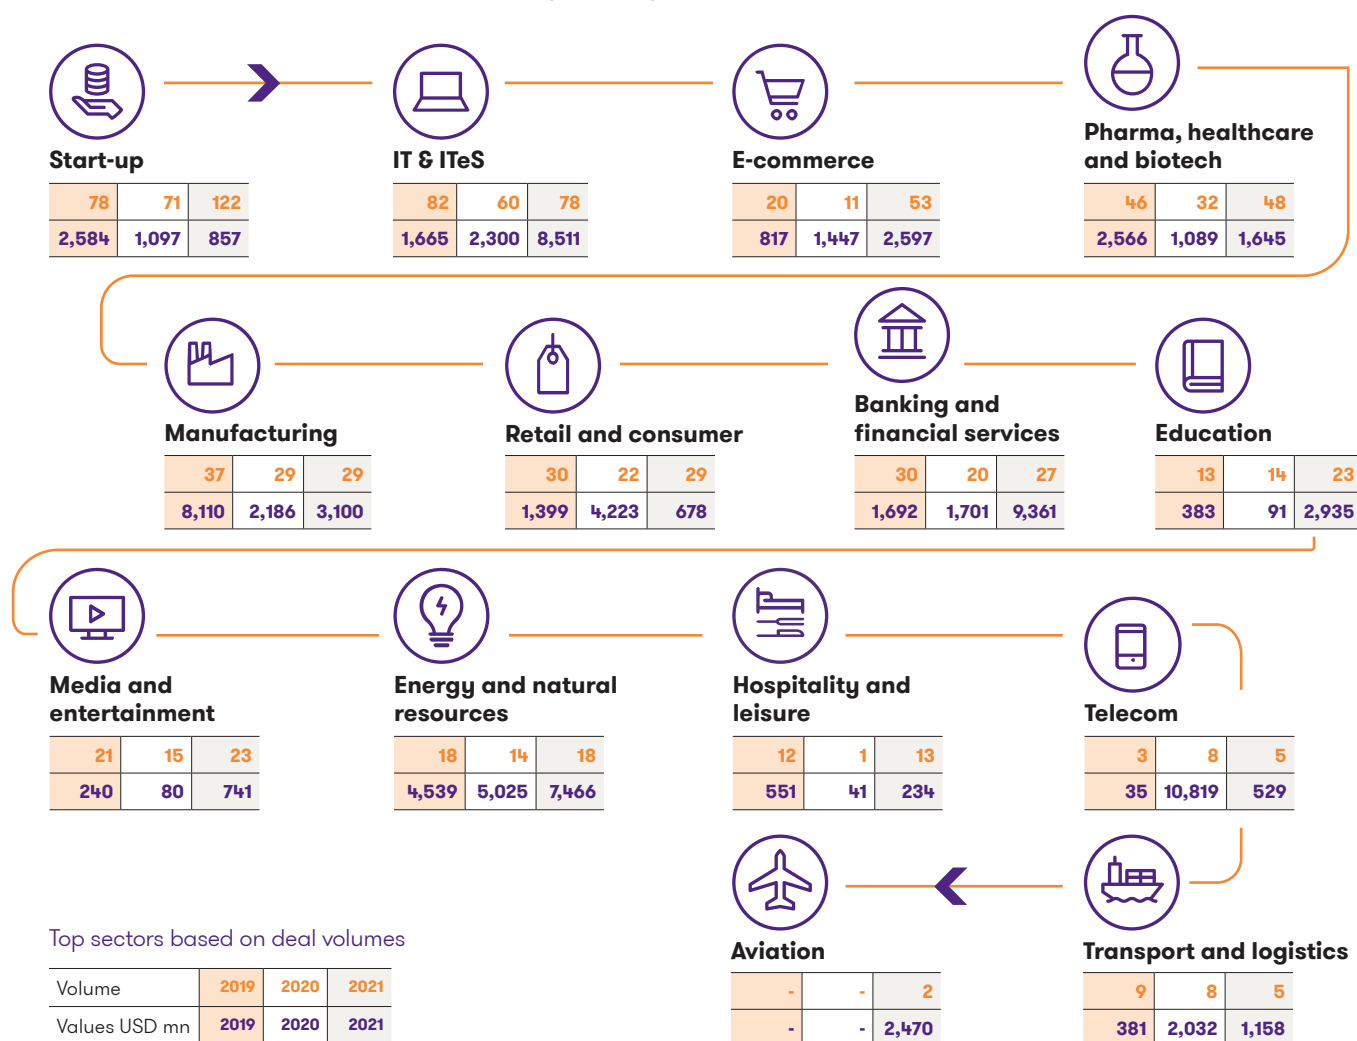 Start-up
78 71 122
2,584 1,097 857
IT & ITeS
82 60 78
1,665 2,300 8,511
E-commerce
20 11 53
817 1,447 2,597
Pharma, healthcare
and biotech
46 32 48
2,566 1,089 1,645
Manufacturing
37 29 29
8,110 2,186 3,100
Retail and consumer
30 22 29
1,399 4,223 678
Banking and
financial services
30 20 27
1,692 1,701 9,361
Education
13 14 23
383 91 2,935
Media and
entertainment
21 15 23
240 80 741
Energy and natural
resources
18 14 18
4,539 5,025 7,466
Hospitality and
leisure
12 1 13
551 41 234
Telecom
3 8 5
35 10,819 529
Aviation
- - 2
- - 2,470
Transport and logistics
9 8 5
381 2,032 1,158
Top sectors based on deal volumes
Volume 2019 2020 2021
Values USD mn 2019 2020 2021